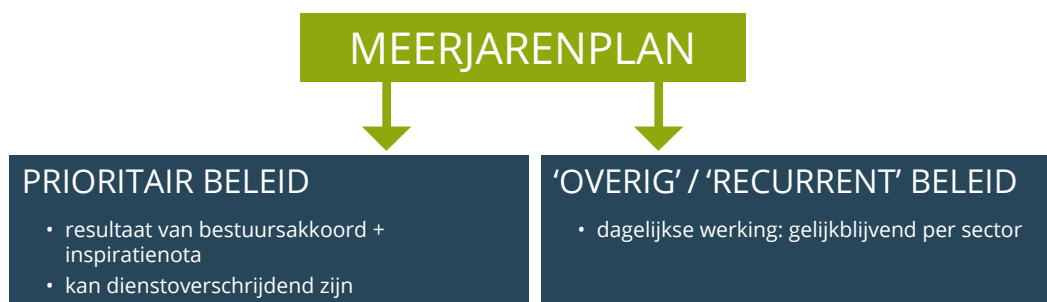 MEERJARENPLAN
PRIORITAIR BELEID
• resultaat van bestuursakkoord +
inspiratienota
• kan dienstoverschrijdend zijn
‘OVERIG’ / ‘RECURRENT’ BELEID
• dagelijkse werking: gelijkblijvend per sector